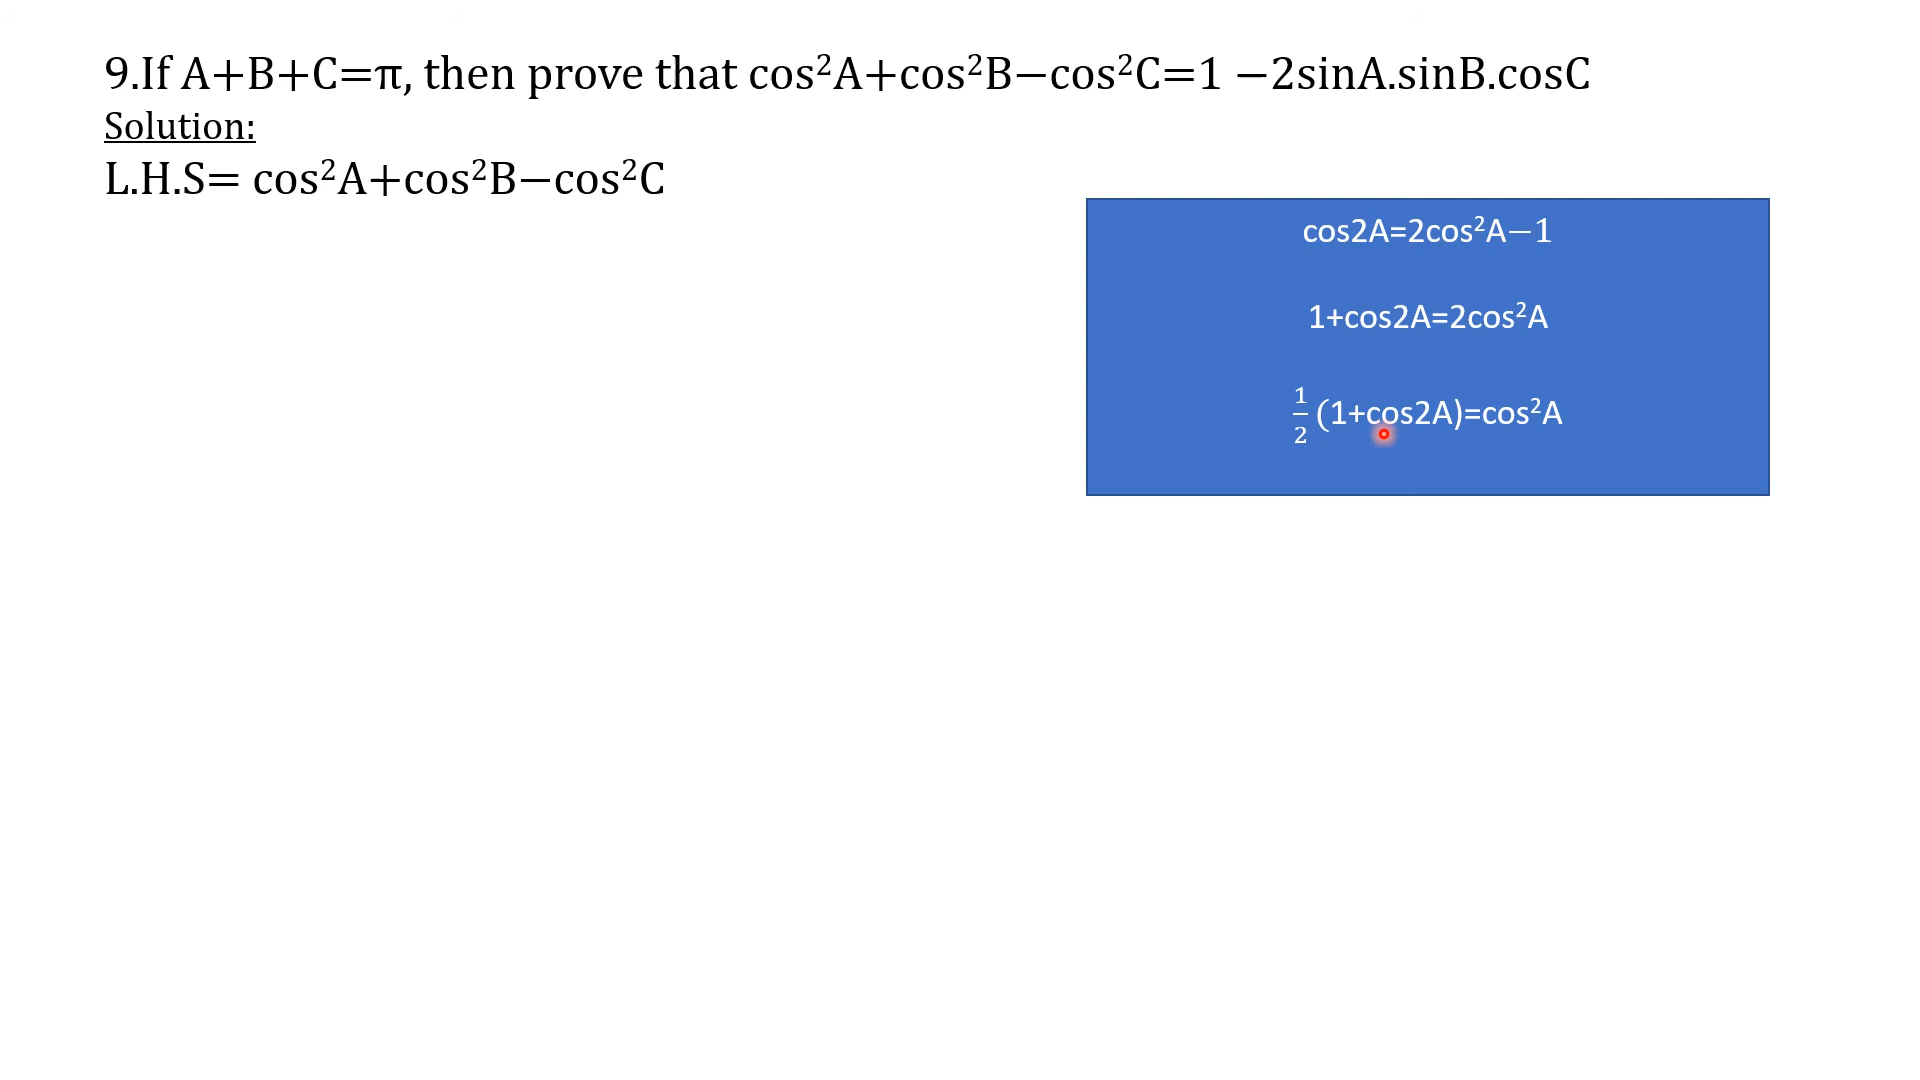 9.If A+B+C=π, then prove that cos²A+cos²B−cos²C=1 −2sinA.sinB.cosC
Solution:
L.H.S= cos²A+cos²B−cos²C
cos2A=2cos²A−1
1+cos2A=2cos²A
1/2 (1+cos2A)=cos²A